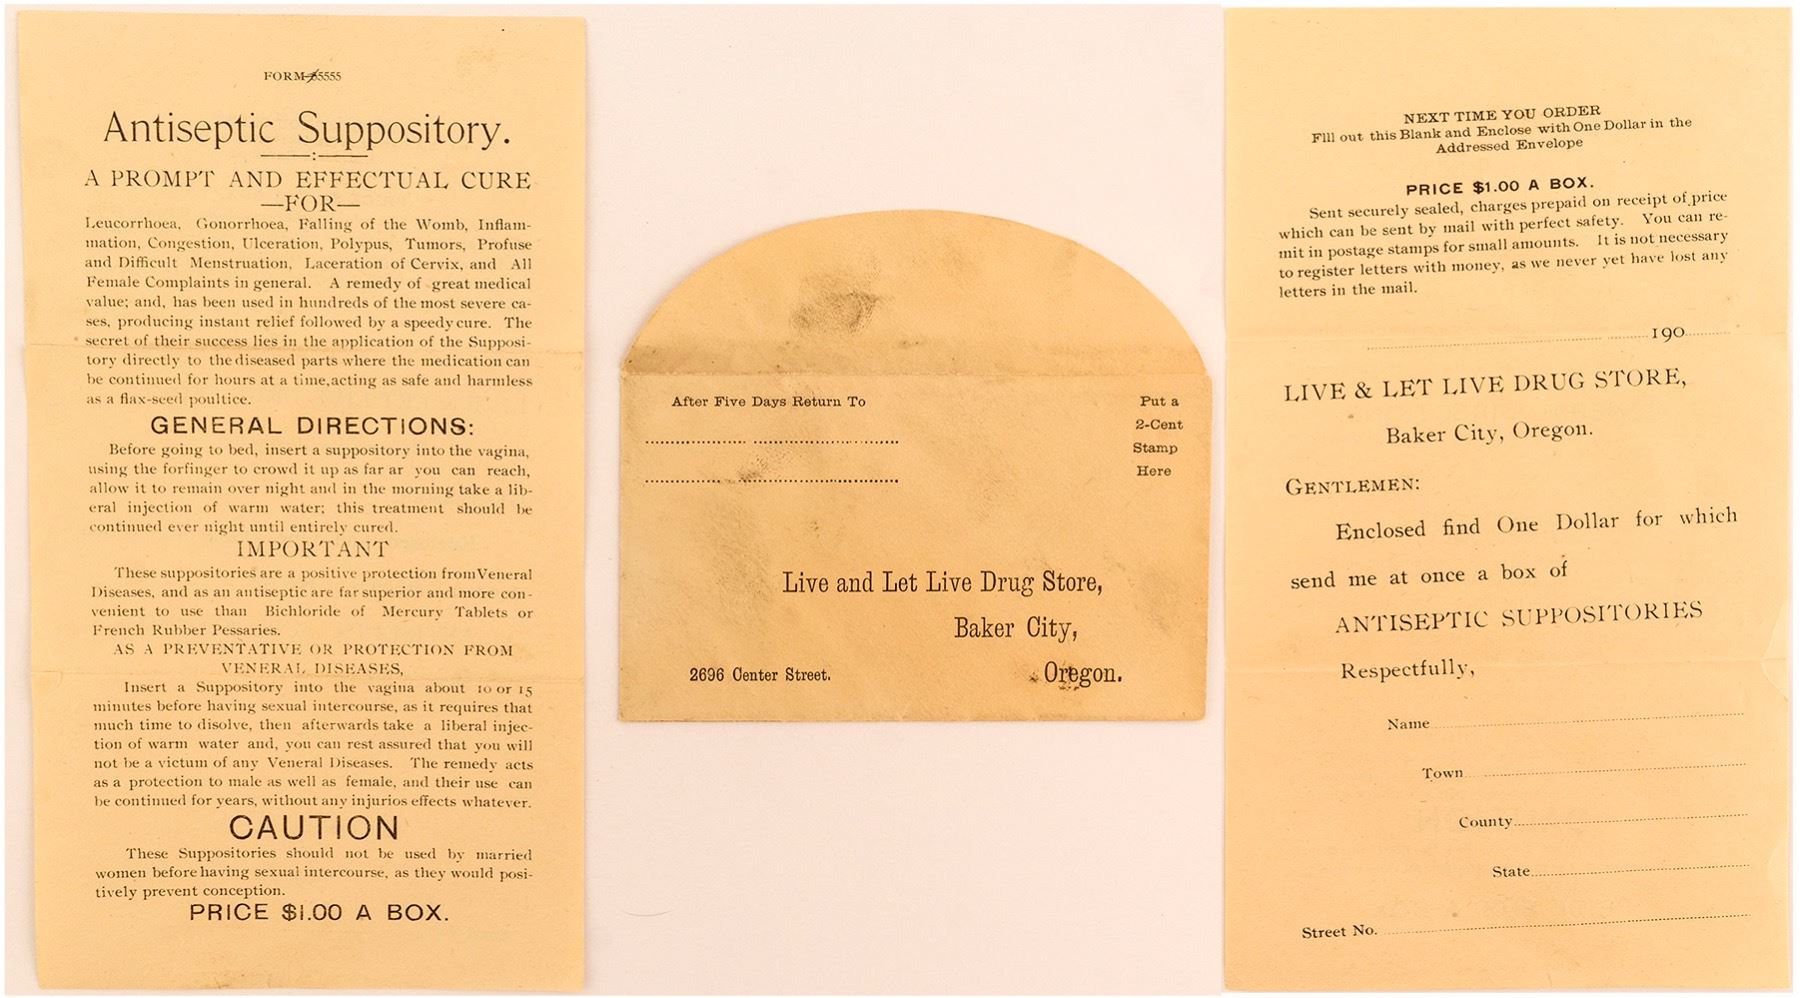 FORM 55555
Antiseptic Suppository.
A PROMPT AND EFFECTUAL CURE
—FOR—
Leucorrhoea, Gonorrhoea, Falling of the Womb, Inflam-
mation, Congestion, Ulceration, Polypus, Tumors, Profuse
and Difficult Menstruation, Laceration of Cervix, and All
Female Complaints in general. A remedy of great medical
value; and, has been used in hundreds of the most severe ca-
ses, producing instant relief followed by a speedy cure. The
secret of their success lies in the application of the Supposi-
tory directly to the diseased parts where the medication can
be continued for hours at a time, acting as safe and harmless
as a flax-seed poultice.
GENERAL DIRECTIONS:
Before going to bed, insert a suppository into the vagina,
using the forfinger to crowd it up as far ar you can reach,
allow it to remain over night and in the morning take a lib-
eral injection of warm water; this treatment should be
continued ever night until entirely cured.
IMPORTANT
These suppositories are a positive protection from Veneral
Diseases, and as an antiseptic are far superior and more con-
venient to use than Bichloride of Mercury Tablets or
French Rubber Pessaries.
AS A PREVENTATIVE OR PROTECTION FROM
VENERAL DISEASES,
Insert a Suppository into the vagina about 10 or 15
minutes before having sexual intercourse, as it requires that
much time to disolve, then afterwards take a liberal injec-
tion of warm water and, you can rest assured that you will
not be a victum of any Veneral Diseases. The remedy acts
as a protection to male as well as female, and their use can
be continued for years, without any injurios effects whatever.
CAUTION
These Suppositories should not be used by married
women before having sexual intercourse, as they would posi-
tively prevent conception.
PRICE $1.00 A BOX.
After Five Days Return To
Put a
2-Cent
Stamp
Here
Live and Let Live Drug Store,
Baker City,
2696 Center Street.
Oregon.
NEXT TIME YOU ORDER
Fill out this Blank and Enclose with One Dollar in the
Addressed Envelope
PRICE $1.00 A BOX.
Sent securely sealed, charges prepaid on receipt of price
which can be sent by mail with perfect safety. You can re-
mit in postage stamps for small amounts. It is not necessary
to register letters with money, as we never yet have lost any
letters in the mail.
190
LIVE & LET LIVE DRUG STORE,
Baker City, Oregon.
GENTLEMEN:
Enclosed find One Dollar for which
send me at once a box of
ANTISEPTIC SUPPOSITORIES
Respectfully,
Name
Town
County
State
Street No.